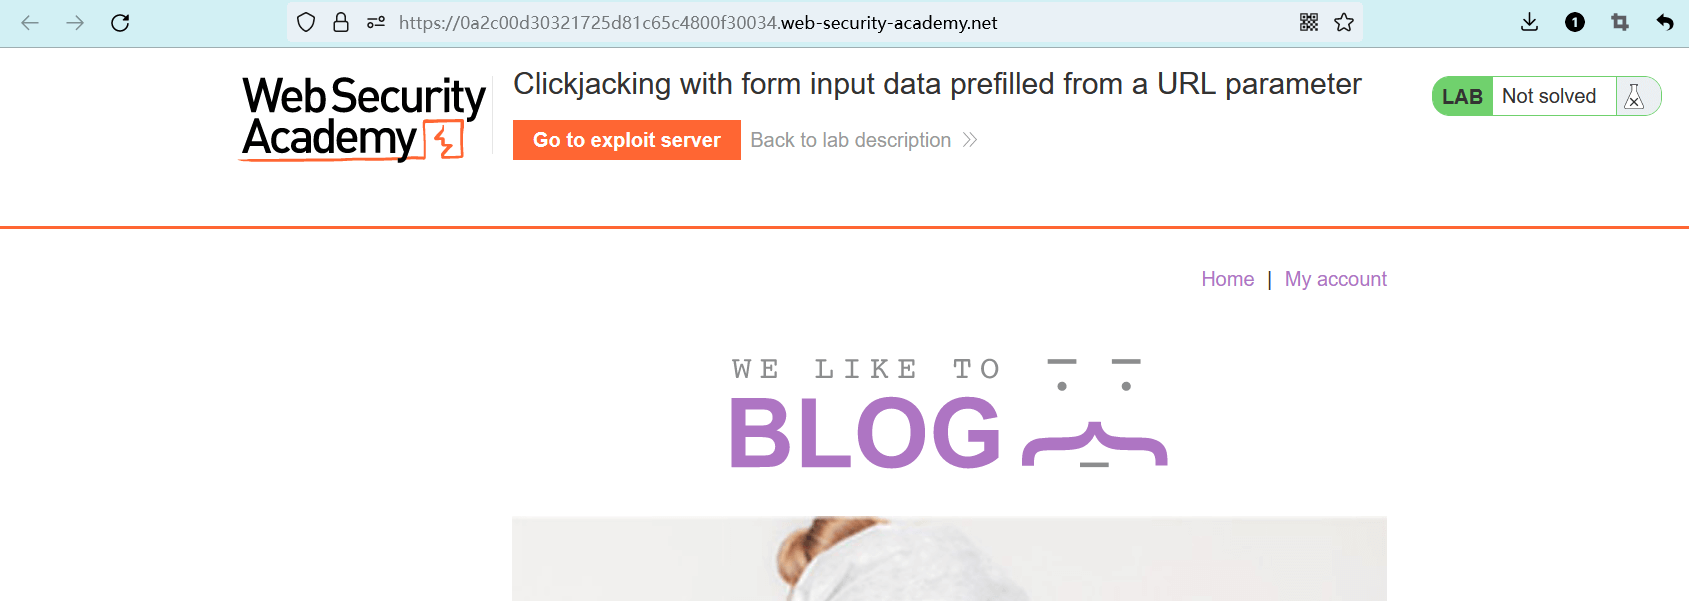 https://0a2c00d30321725d81c65c4800f30034.web-security-academy.net
1
Web Security
Academy
Clickjacking with form input data prefilled from a URL parameter
Go to exploit server
Back to lab description
LAB
Not solved
Home | My account
WE LIKE TO
BLOG